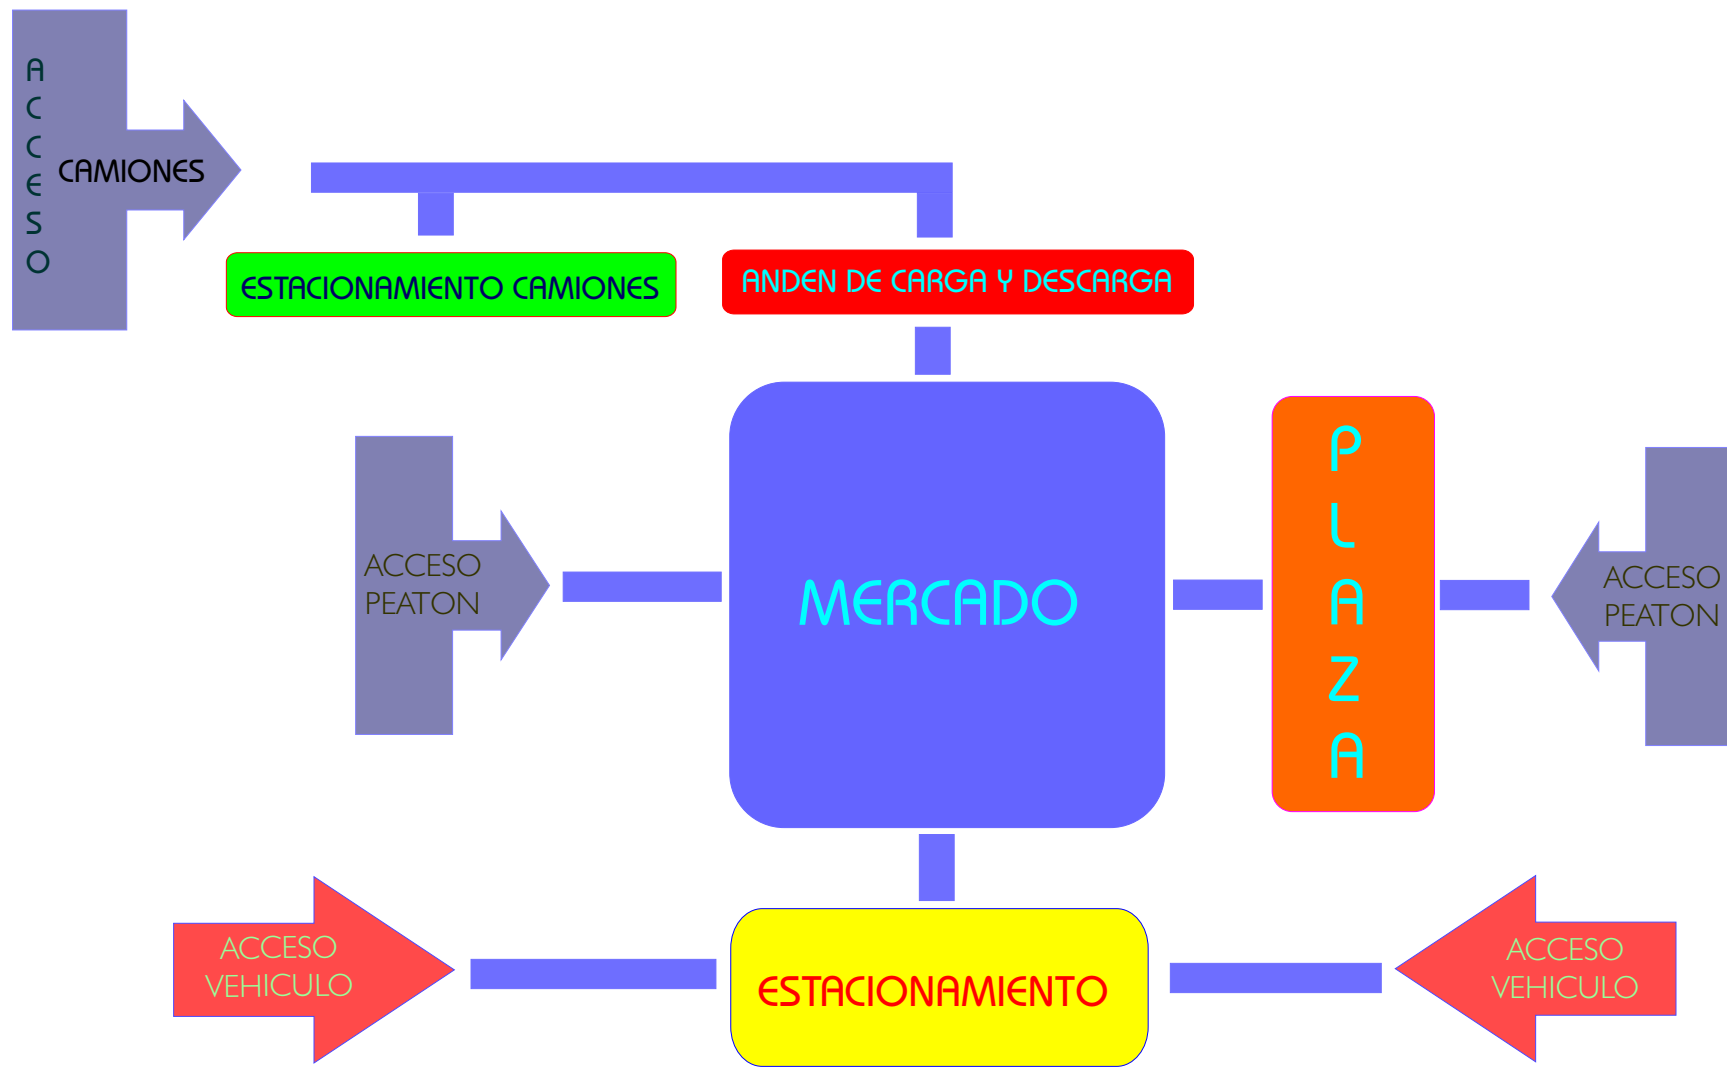 ACCESO
CAMIONES
ESTACIONAMIENTO CAMIONES
ANDEN DE CARGA Y DESCARGA
ACCESO
PEATON
MERCADO
PLAZA
ACCESO
PEATON
ACCESO
VEHICULO
ESTACIONAMIENTO
ACCESO
VEHICULO